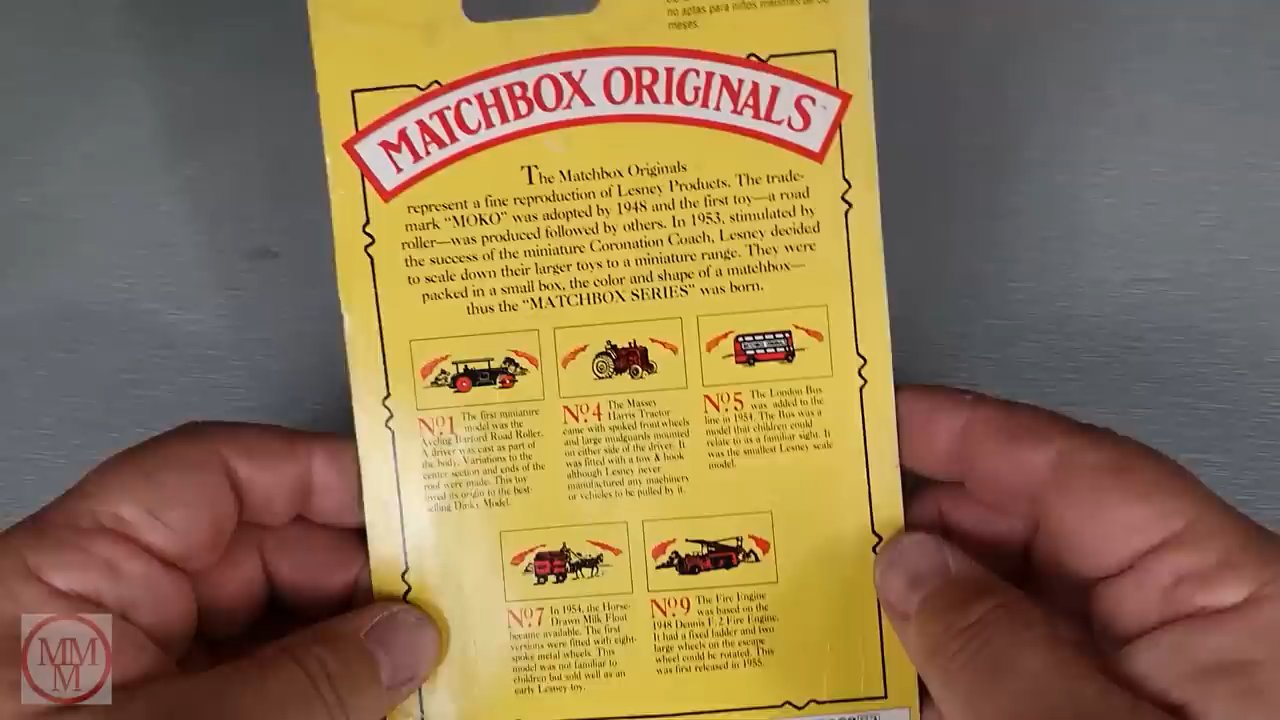 no aptas para niños menores de 36
meses.
MATCHBOX ORIGINALS
The Matchbox Originals
represent a fine reproduction of Lesney Products. The trade-
mark “MOKO” was adopted by 1948 and the first toy—a road
roller—was produced followed by others. In 1953, stimulated by
the success of the miniature Coronation Coach, Lesney decided
to scale down their larger toys to a miniature range. They were
packed in a small box, the color and shape of a matchbox—
thus the “MATCHBOX SERIES” was born.
Nº1 The first miniature
model was the
Aveling Barford Road Roller.
A driver was cast as part of
the body. Variations to the
center section and ends of the
roof were made. This toy
owed its origin to the best-
selling Dinky Model.
Nº4 The Massey
Harris Tractor
came with spoked front wheels
and large mudguards mounted
on either side of the driver. It
was fitted with a tow & hook
although Lesney never
manufactured any machinery
or vehicles to be pulled by it.
Nº5 The London Bus
was added to the
line in 1954. The Bus was a
model that children could
relate to as a familiar sight. It
was the smallest Lesney scale
model.
Nº7 In 1954, the Horse-
Drawn Milk Float
became available. The first
versions were fitted with eight-
spoke metal wheels. This
model was not familiar to
children but sold well as an
early Lesney toy.
Nº9 The Fire Engine
was based on the
1948 Dennis F.2 Fire Engine.
It had a fixed ladder and two
large wheels on the escape
wheel could be rotated. This
was first released in 1955.
MM
M